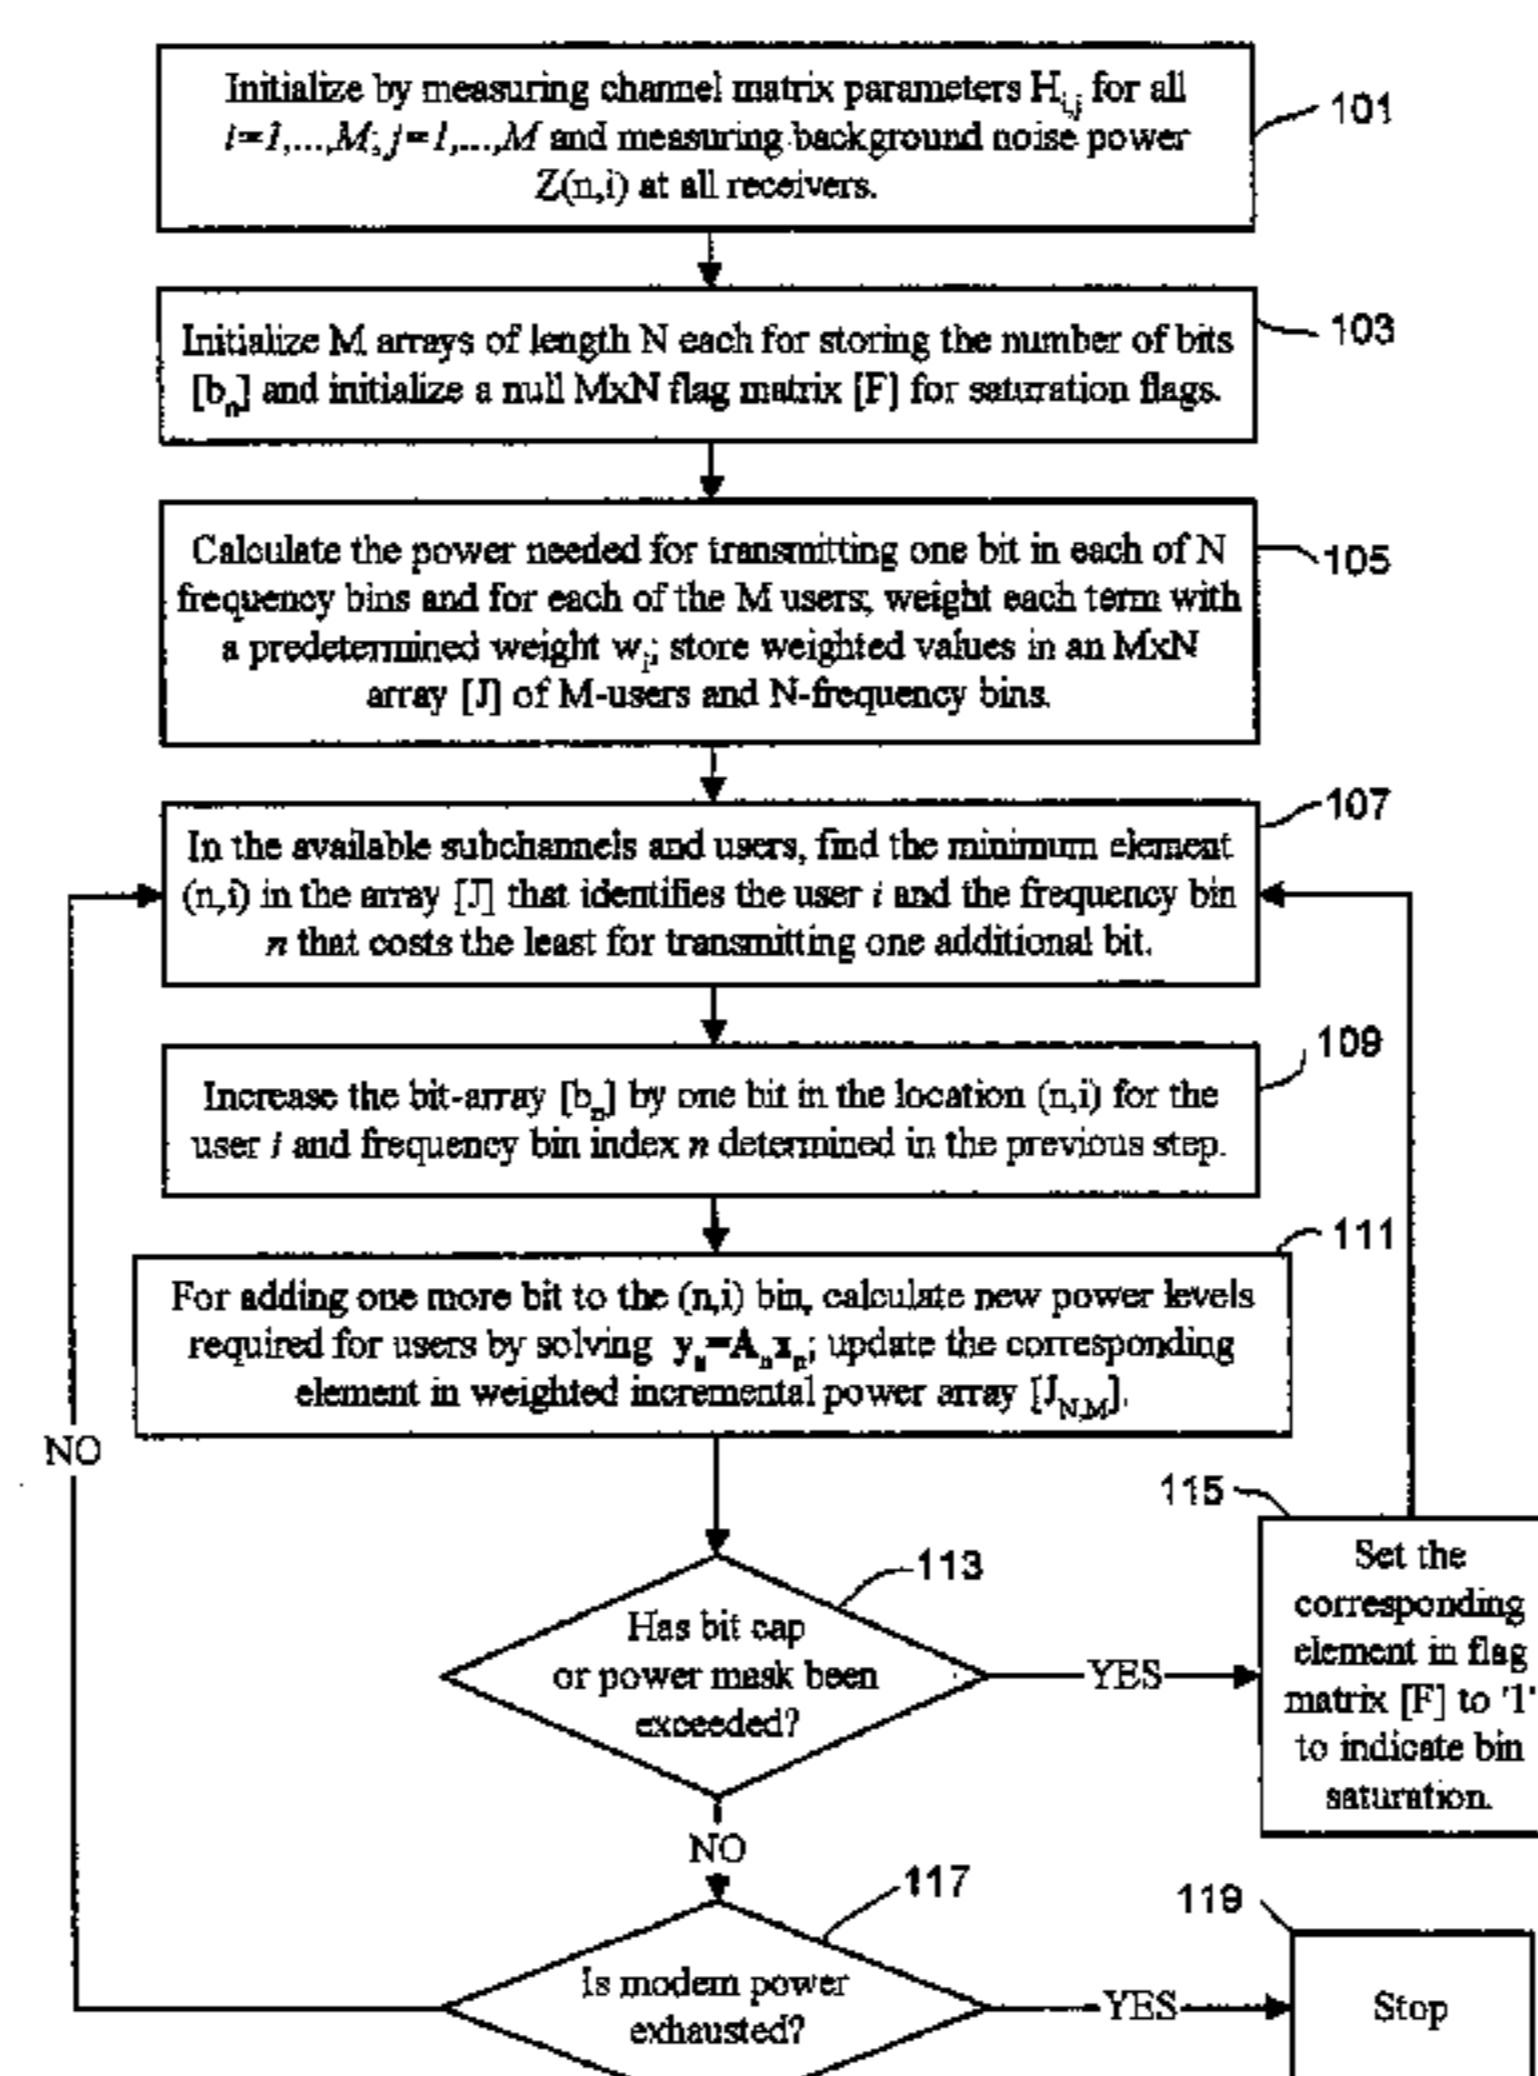 Initialize by measuring channel matrix parameters H_i,j for all
i=1,...,M; j=1,...,M and measuring background noise power
Z(n,i) at all receivers.
101
Initialize M arrays of length N each for storing the number of bits
[b_n] and initialize a null MxN flag matrix [F] for saturation flags.
103
Calculate the power needed for transmitting one bit in each of N
frequency bins and for each of the M users; weight each term with
a predetermined weight w_i; store weighted values in an MxN
array [J] of M-users and N-frequency bins.
105
In the available subchannels and users, find the minimum element
(n,i) in the array [J] that identifies the user i and the frequency bin
n that costs the least for transmitting one additional bit.
107
Increase the bit-array [b_n] by one bit in the location (n,i) for the
user i and frequency bin index n determined in the previous step.
109
For adding one more bit to the (n,i) bin, calculate new power levels
required for users by solving y_n=A_nx_n; update the corresponding
element in weighted incremental power array [J_N,M].
111
NO
Has bit cap
or power mask been
exceeded?
113
YES
115
Set the
corresponding
element in flag
matrix [F] to '1'
to indicate bin
saturation.
NO
Is modem power
exhausted?
117
YES
119
Stop